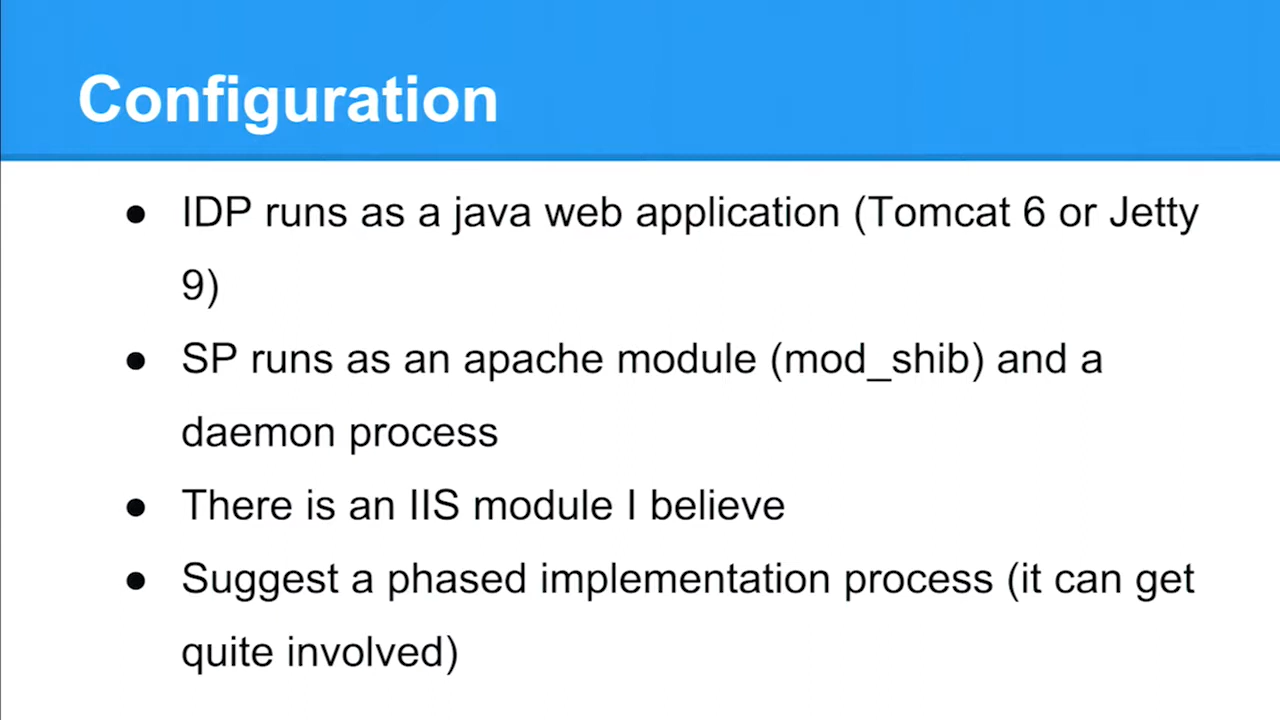 Configuration
● IDP runs as a java web application (Tomcat 6 or Jetty
9)
● SP runs as an apache module (mod_shib) and a
daemon process
● There is an IIS module I believe
● Suggest a phased implementation process (it can get
quite involved)